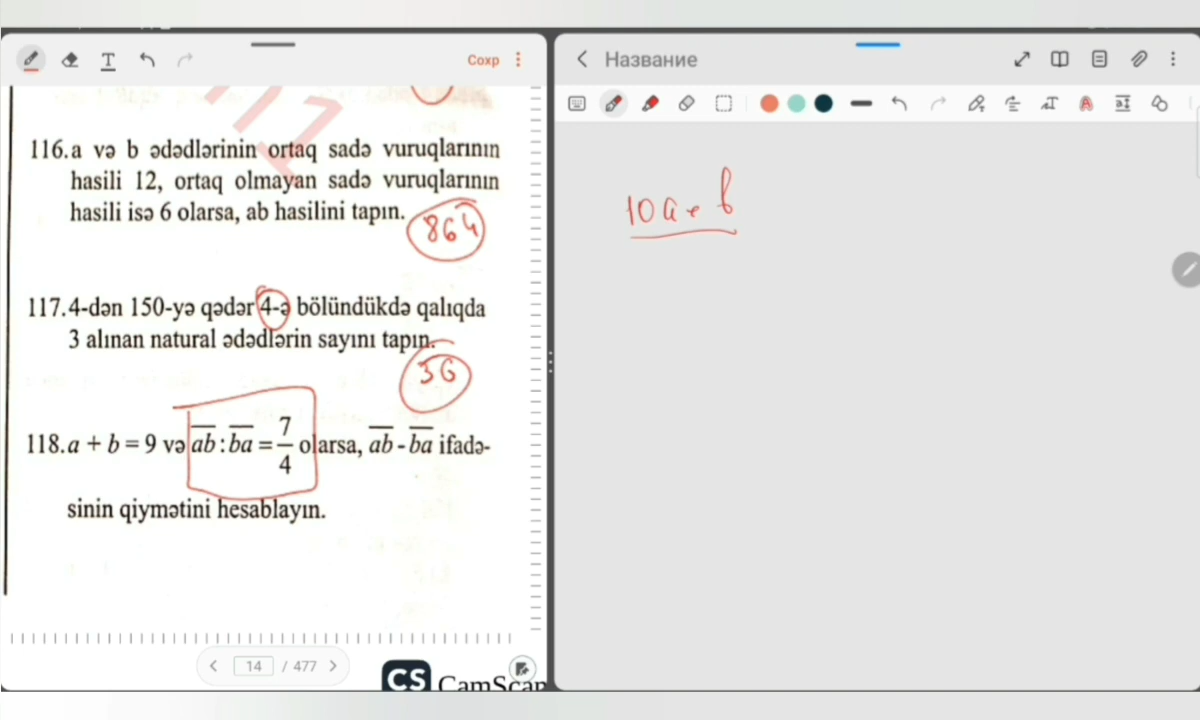 Сохр
116. a və b ədədlərinin ortaq sadə vuruqlarının
hasili 12, ortaq olmayan sadə vuruqlarının
hasili isə 6 olarsa, ab hasilini tapın.
864
117. 4-dən 150-yə qədər 4-ə bölündükdə qalıqda
3 alınan natural ədədlərin sayını tapın.
36
118. a + b = 9 və ab : ba = 7/4 olarsa, ab - ba ifadə-
sinin qiymətini hesablayın.
14 / 477
CS CamScan
Название
10a + b